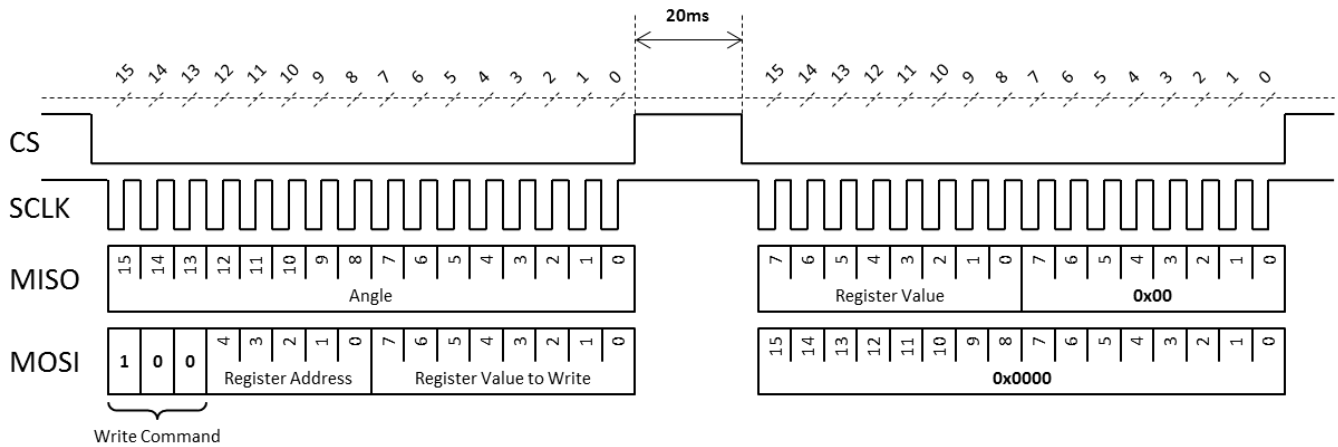 20ms
15 14 13 12 11 10 9 8 7 6 5 4 3 2 1 0 15 14 13 12 11 10 9 8 7 6 5 4 3 2 1 0
CS
SCLK
MISO 15 14 13 12 11 10 9 8 7 6 5 4 3 2 1 0 7 6 5 4 3 2 1 0 7 6 5 4 3 2 1 0
Angle Register Value 0x00
MOSI 1 0 0 4 3 2 1 0 7 6 5 4 3 2 1 0 15 14 13 12 11 10 9 8 7 6 5 4 3 2 1 0
Register Address Register Value to Write 0x0000
Write Command